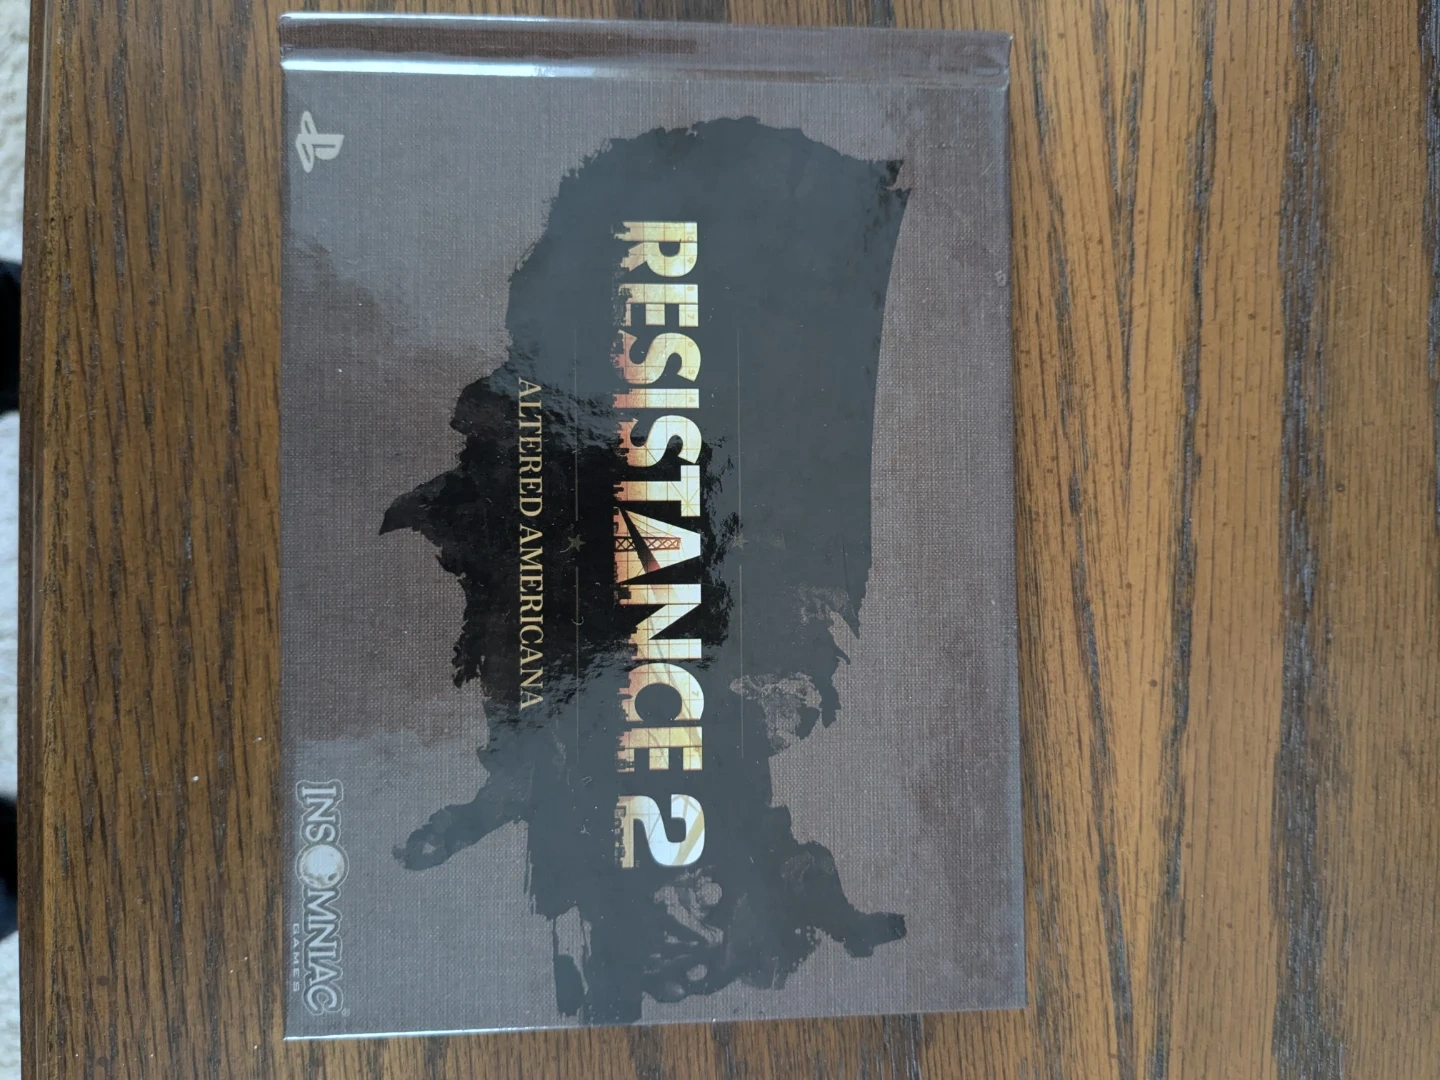 RESISTANCE 2
ALTERED AMERICANA
INSOMNIAC
GAMES